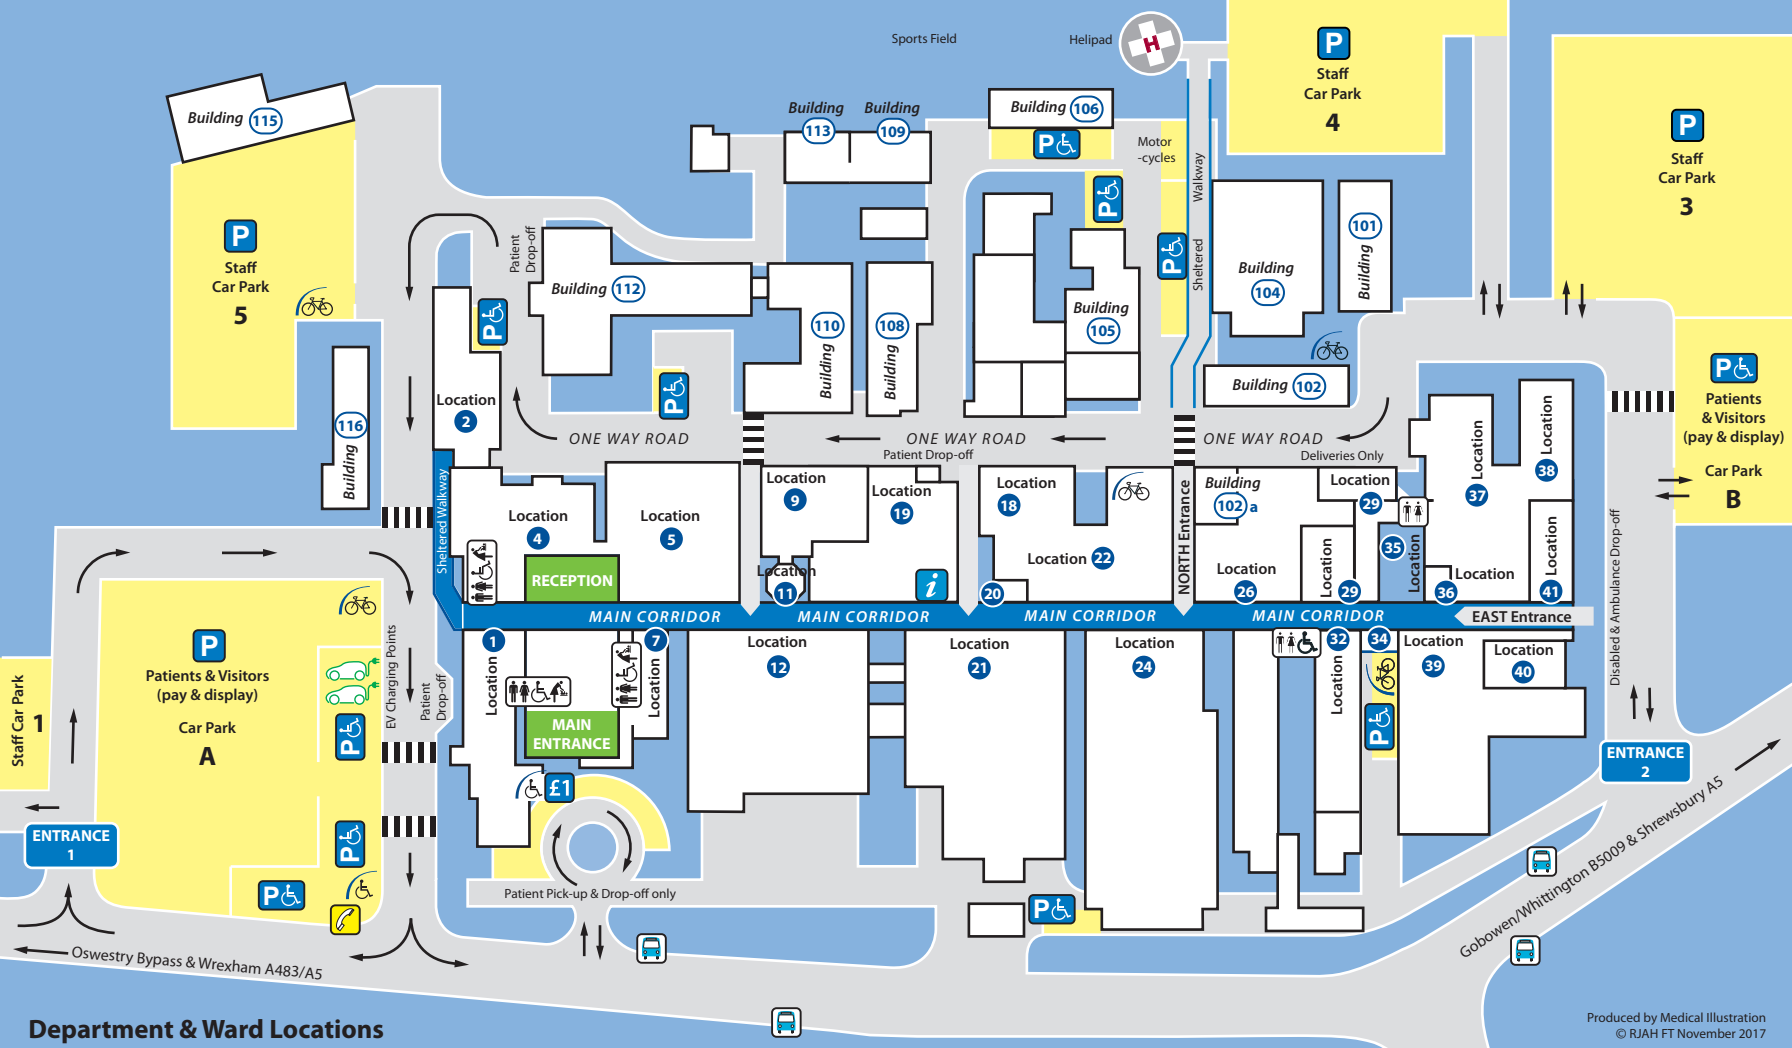 Sports Field
Helipad
H
P
Staff
Car Park
4
P
Staff
Car Park
3
Building 115
Building
113
Building
109
Building 106
P
Motor
-cycles
P
Sheltered Walkway
P
Building
104
101
Building
P
Staff
Car Park
5
Patient
Drop-off
Building 112
P
110
Building
108
Building
Building
105
Building 102
P
Patients
& Visitors
(pay & display)
Car Park
B
116
Building
Location
2
P
P
ONE WAY ROAD
ONE WAY ROAD
Patient Drop-off
ONE WAY ROAD
Deliveries Only
Sheltered Walkway
Location
4
Location
5
RECEPTION
Location
9
Location
19
Location
11
i
Location
18
Location 22
20
NORTH Entrance
Building
102 a
Location
29
Location
26
Location
29
35
Location
Location
37
Location
38
Location
36
Location
41
MAIN CORRIDOR
MAIN CORRIDOR
MAIN CORRIDOR
MAIN CORRIDOR
EAST Entrance
Disabled & Ambulance Drop-off
P
Patients & Visitors
(pay & display)
Car Park
A
EV Charging Points
Patient
Drop-off
P
P
P
Staff Car Park 1
ENTRANCE
1
1
Location
7
Location
MAIN
ENTRANCE
£1
Location
12
Location
21
Location
24
32
Location
34
P
Location
39
Location
40
ENTRANCE
2
Patient Pick-up & Drop-off only
P
Oswestry Bypass & Wrexham A483/A5
Gobowen/Whittington B5009 & Shrewsbury A5
Department & Ward Locations
Produced by Medical Illustration
© RJAH FT November 2017